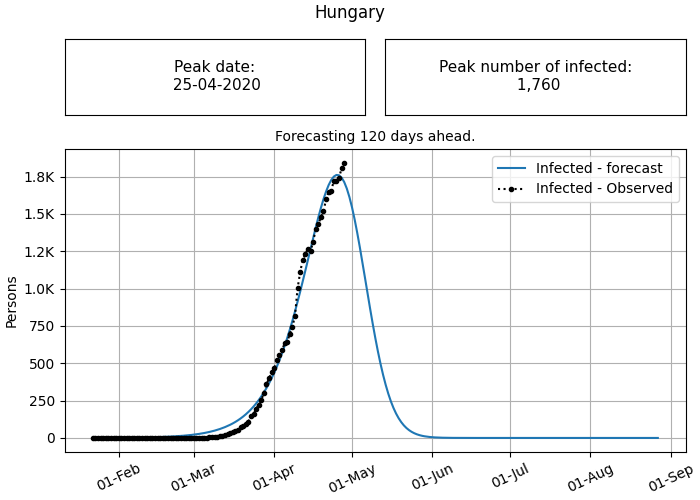 Hungary
Peak date:
25-04-2020
Peak number of infected:
1,760
Forecasting 120 days ahead.
Infected - forecast
Infected - Observed
Persons
1.8K
1.5K
1.2K
1.0K
750
500
250
0
01-Feb
01-Mar
01-Apr
01-May
01-Jun
01-Jul
01-Aug
01-Sep